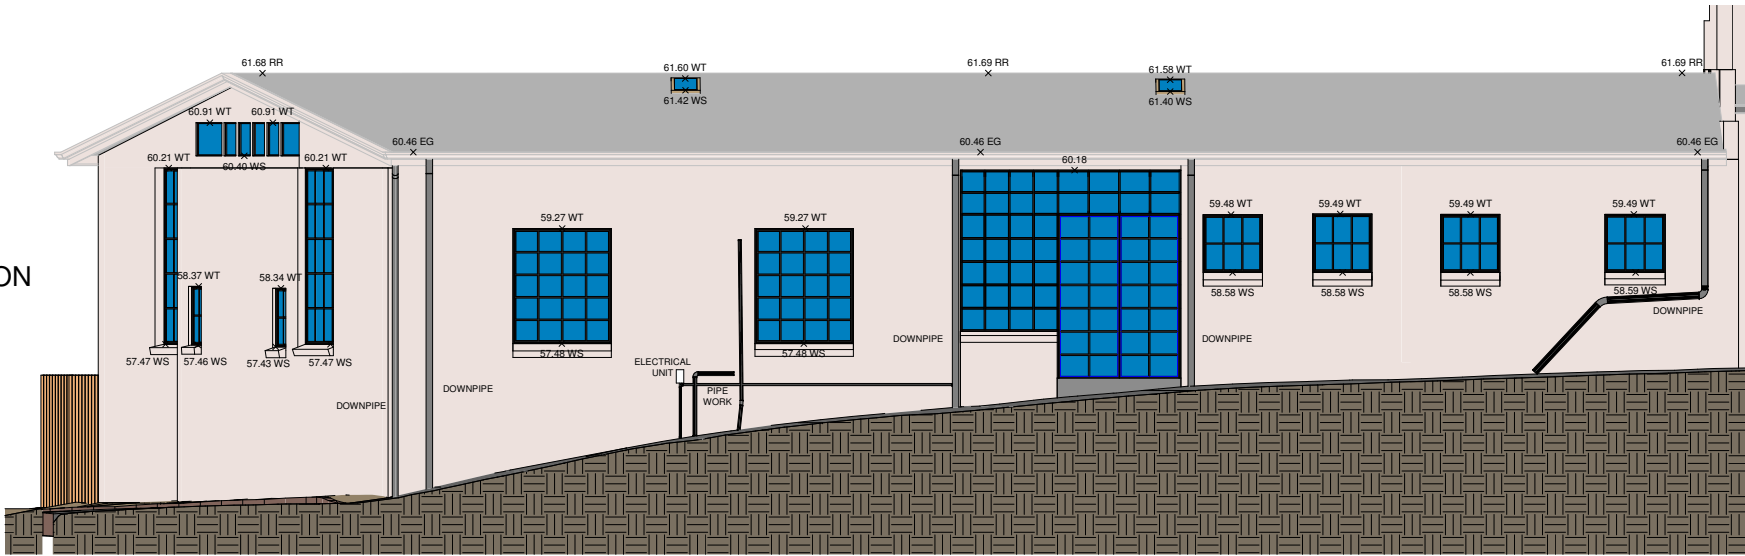 61.68 RR
61.60 WT
61.69 RR
61.58 WT
61.69 RR
61.42 WS
61.40 WS
60.91 WT
60.91 WT
60.46 EG
60.46 EG
60.46 EG
60.21 WT
60.40 WS
60.21 WT
60.18
59.27 WT
59.27 WT
59.48 WT
59.49 WT
59.49 WT
59.49 WT
ON
58.37 WT
58.34 WT
58.58 WS
58.58 WS
58.58 WS
58.59 WS
DOWNPIPE
DOWNPIPE
DOWNPIPE
57.47 WS
57.46 WS
57.43 WS
57.47 WS
57.48 WS
57.48 WS
ELECTRICAL
UNIT
DOWNPIPE
PIPE
WORK
DOWNPIPE